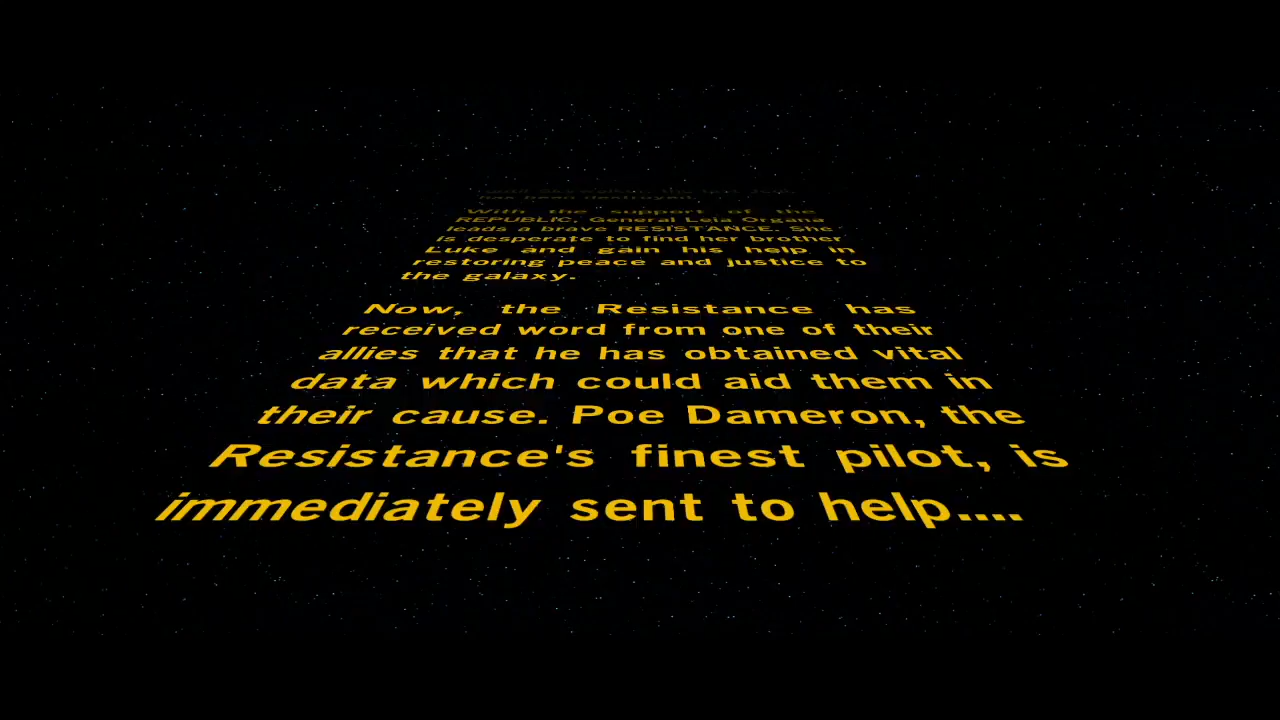 has been destroyed.
With the support of the
REPUBLIC, General Leia Organa
leads a brave RESISTANCE. She
is desperate to find her brother
Luke and gain his help in
restoring peace and justice to
the galaxy.
Now, the Resistance has
received word from one of their
allies that he has obtained vital
data which could aid them in
their cause. Poe Dameron, the
Resistance's finest pilot, is
immediately sent to help....